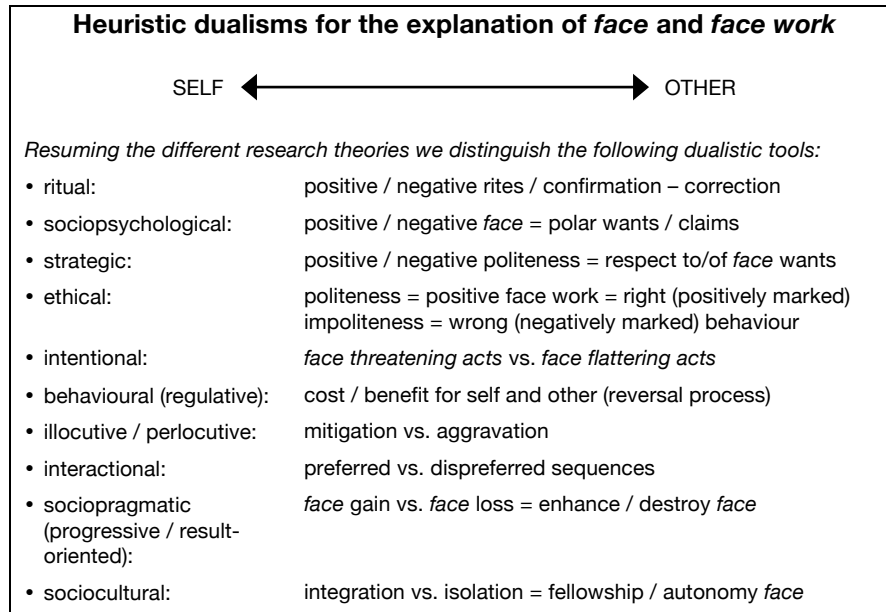 Heuristic dualisms for the explanation of face and face work
SELF OTHER
Resuming the different research theories we distinguish the following dualistic tools:
• ritual: positive / negative rites / confirmation – correction
• sociopsychological: positive / negative face = polar wants / claims
• strategic: positive / negative politeness = respect to/of face wants
• ethical: politeness = positive face work = right (positively marked)
impoliteness = wrong (negatively marked) behaviour
• intentional: face threatening acts vs. face flattering acts
• behavioural (regulative): cost / benefit for self and other (reversal process)
• illocutive / perlocutive: mitigation vs. aggravation
• interactional: preferred vs. dispreferred sequences
• sociopragmatic face gain vs. face loss = enhance / destroy face
(progressive / result-
oriented):
• sociocultural: integration vs. isolation = fellowship / autonomy face